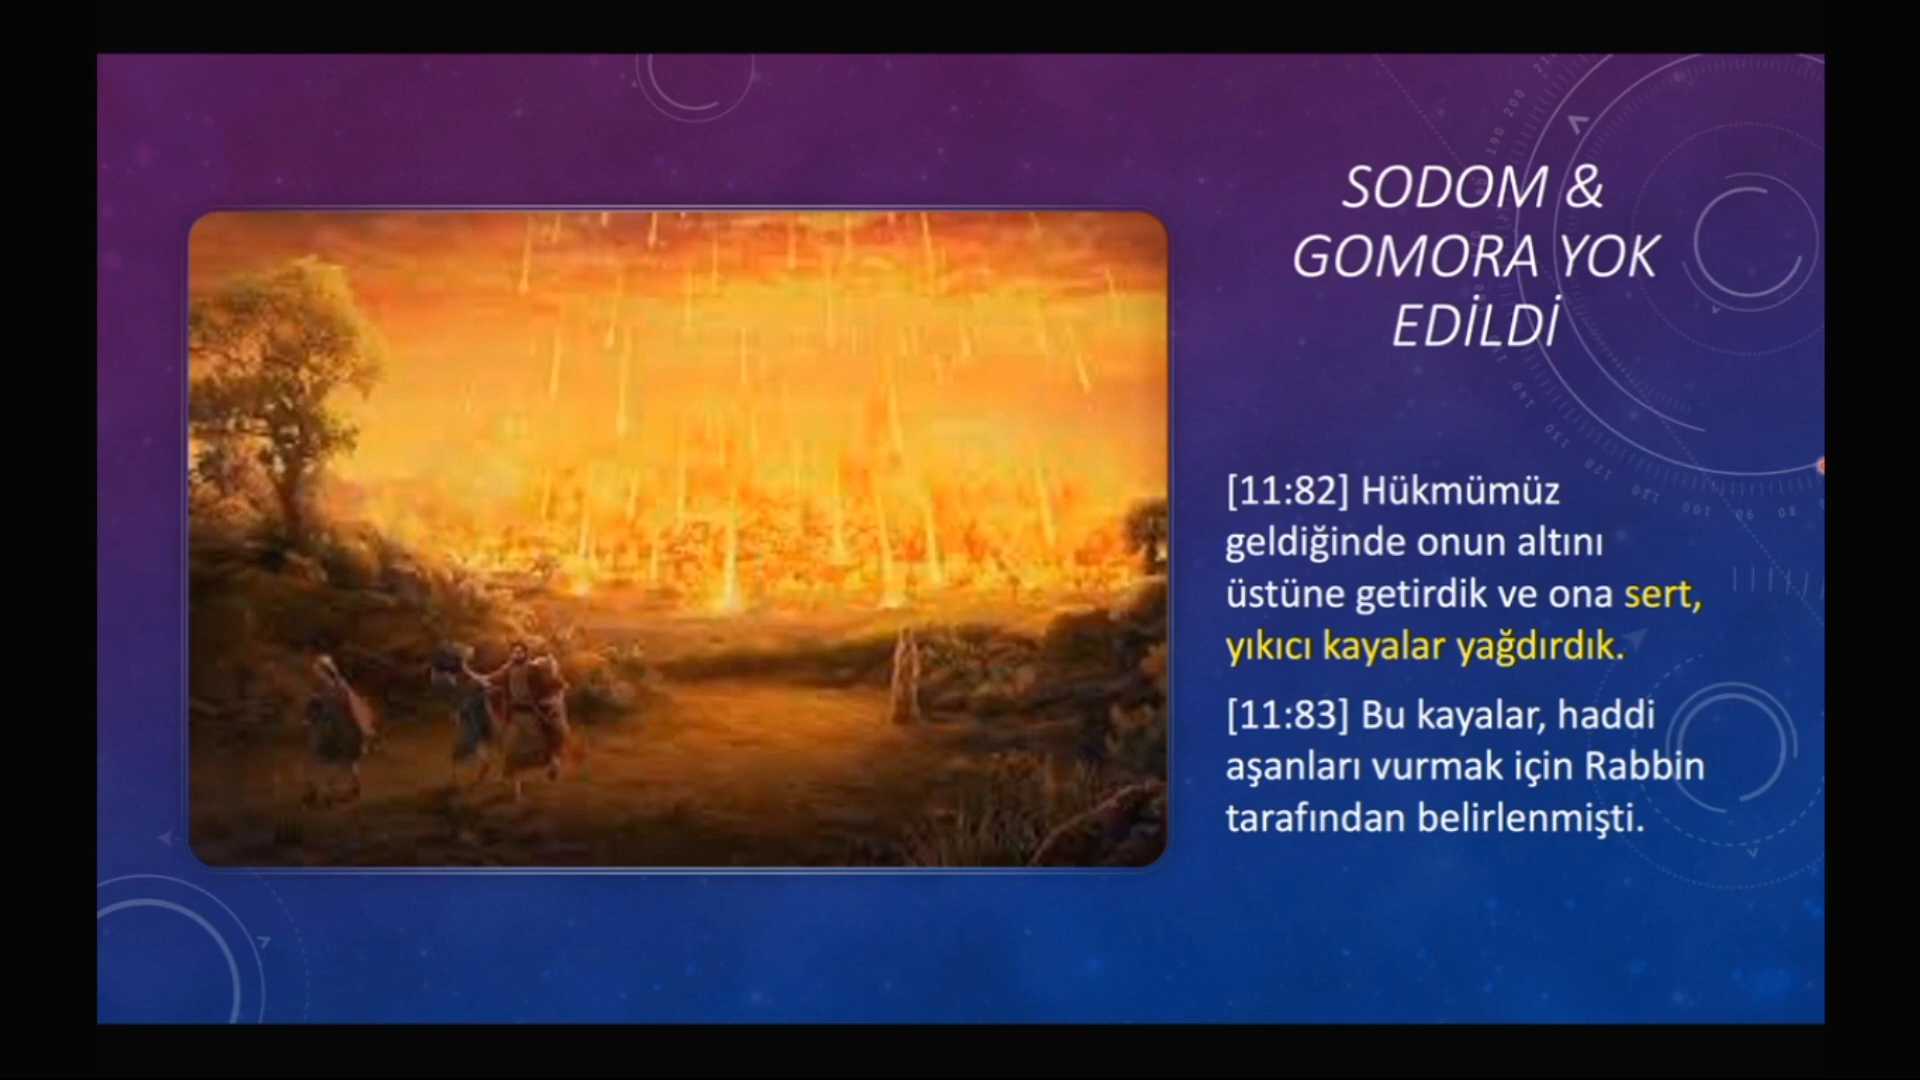 SODOM &
GOMORA YOK
EDİLDİ
[11:82] Hükmümüz
geldiğinde onun altını
üstüne getirdik ve ona sert,
yıkıcı kayalar yağdırdık.
[11:83] Bu kayalar, haddi
aşanları vurmak için Rabbin
tarafından belirlenmişti.